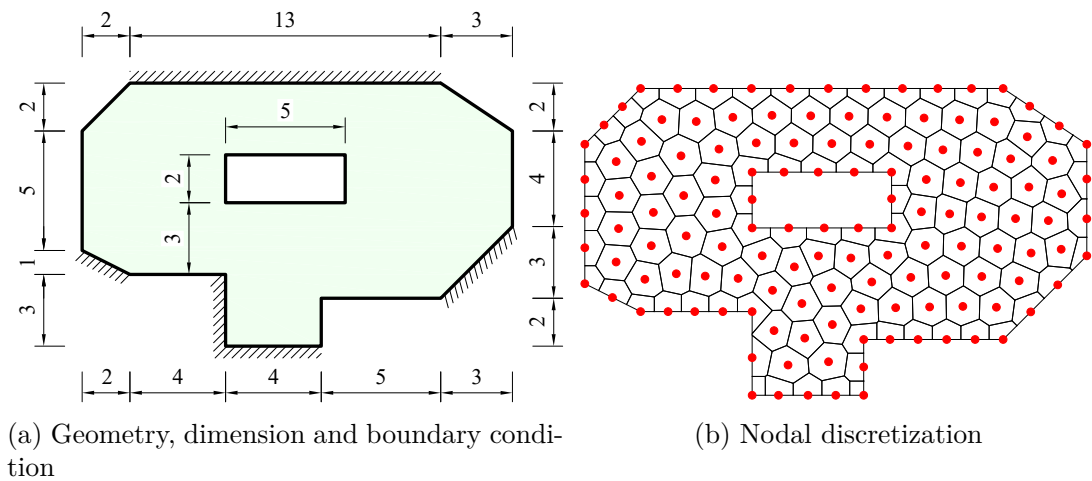 2 13 3
2
5
1
3
5
2
3
2
4
3
2
2 4 4 5 3
(a) Geometry, dimension and boundary condi-
tion
(b) Nodal discretization